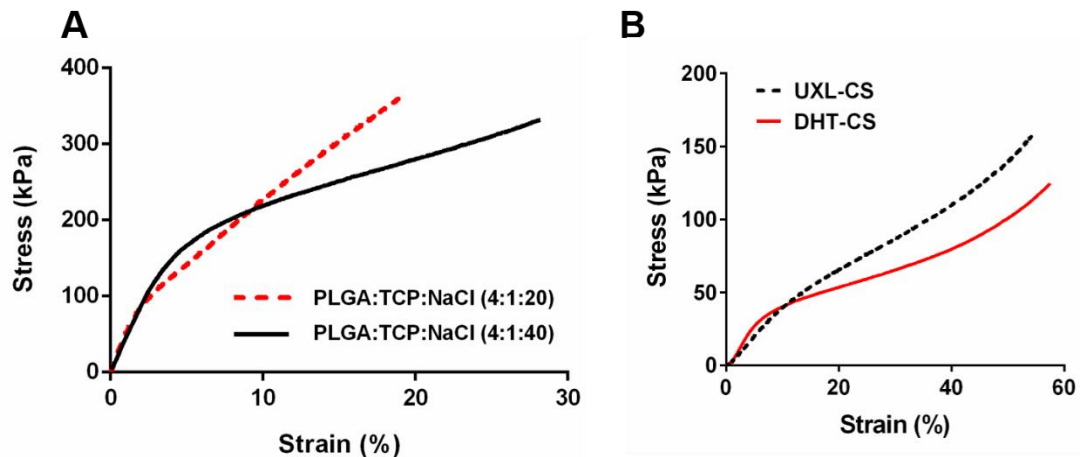 A
Stress (kPa)
400
300
200
100
0
0 10 20 30
Strain (%)
PLGA:TCP:NaCl (4:1:20)
PLGA:TCP:NaCl (4:1:40)
B
Stress (kPa)
200
150
100
50
0
0 20 40 60
Strain (%)
UXL-CS
DHT-CS